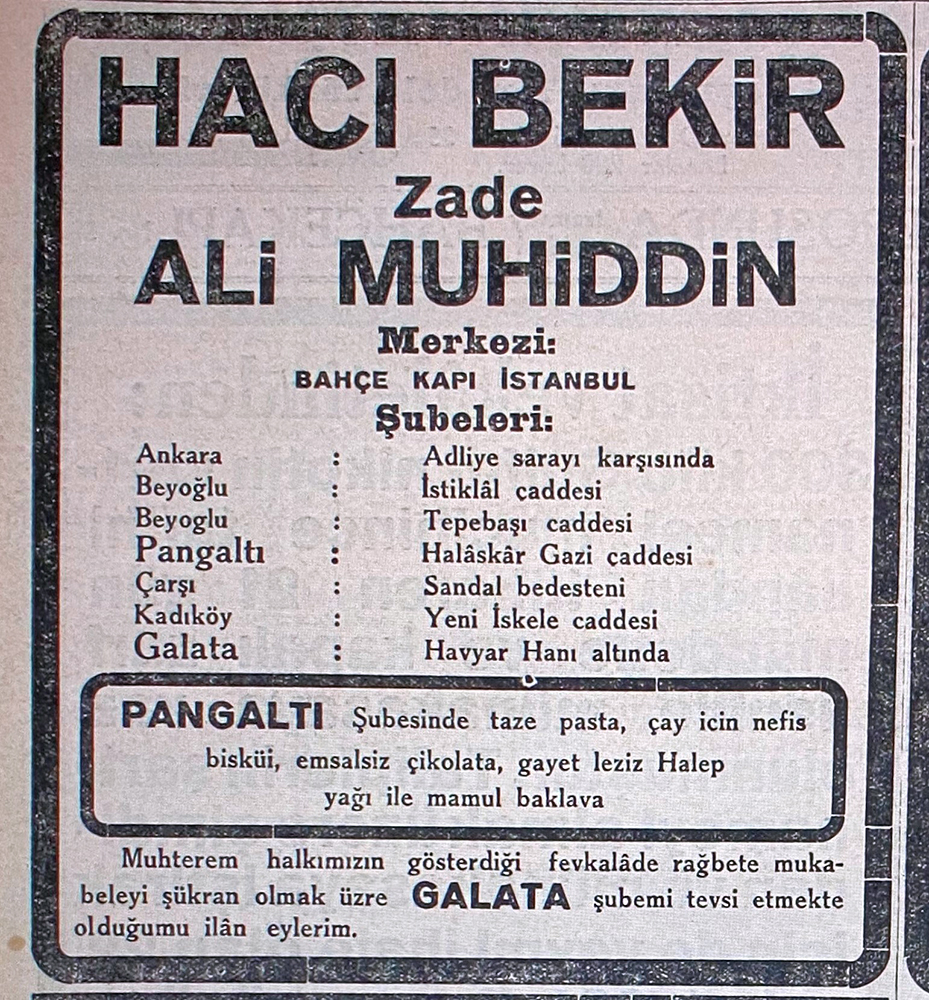 HACI BEKİR
Zade
ALİ MUHİDDİN
Merkezi:
BAHÇE KAPI İSTANBUL
Şubeleri:
Ankara : Adliye sarayı karşısında
Beyoğlu : İstiklâl çaddesi
Beyoglu : Tepebaşı caddesi
Pangaltı : Halâskâr Gazi çaddesi
Çarşı : Sandal bedesteni
Kadıköy : Yeni İskele caddesi
Galata : Havyar Hanı altında
PANGALTI Şubesinde taze pasta, çay icin nefis
bisküi, emsalsiz çikolata, gayet leziz Halep
yağı ile mamul baklava
Muhterem halkımızın gösterdiği fevkalâde rağbete muka-
beleyi şükran olmak üzre GALATA şubemi tevsi etmekte
olduğumu ilân eylerim.